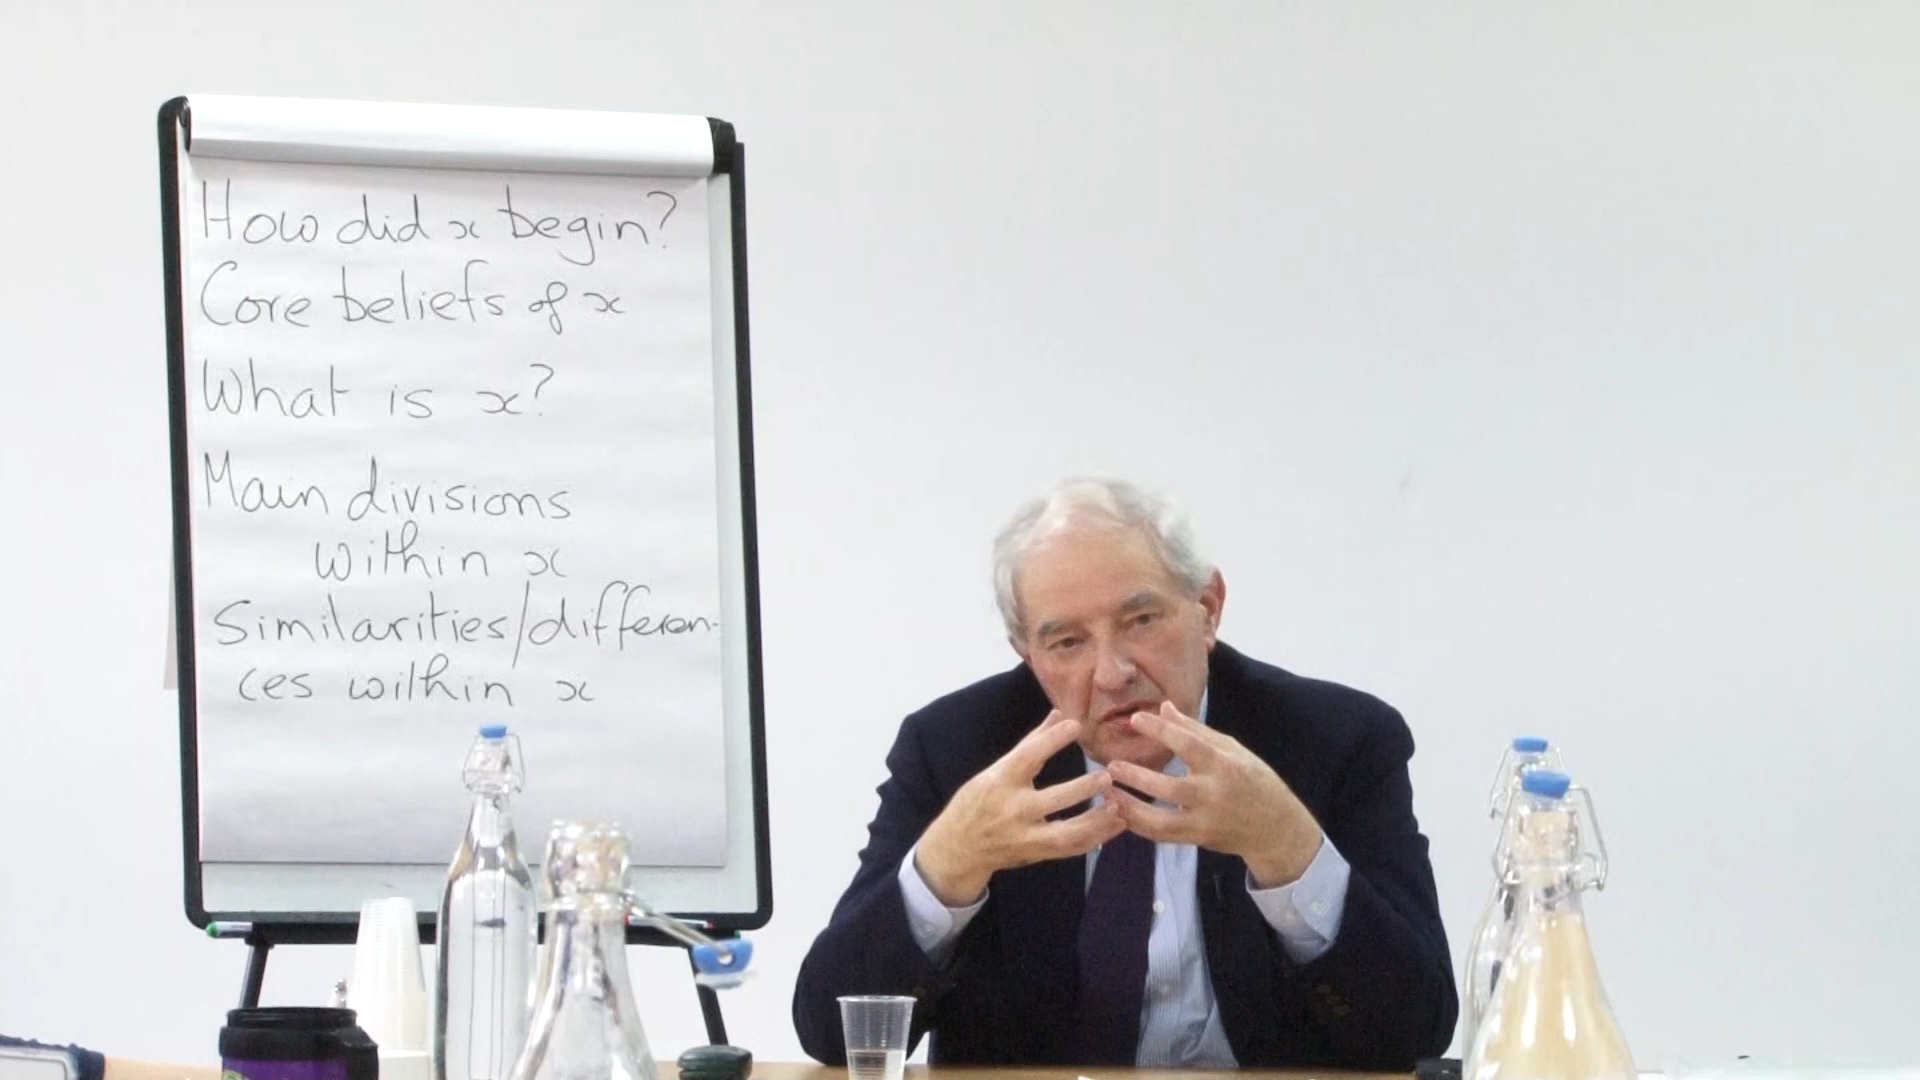 How did x begin?
Core beliefs of x
What is x?
Main divisions
within x
Similarities/differen-
ces within x